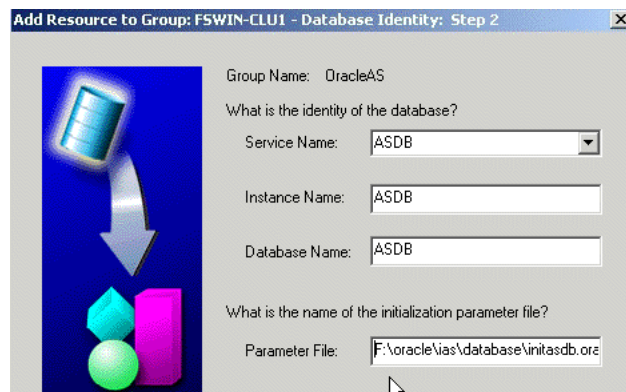 Add Resource to Group: FSWIN-CLU1 - Database Identity: Step 2
Group Name: OracleAS
What is the identity of the database?
Service Name: ASDB
Instance Name: ASDB
Database Name: ASDB
What is the name of the initialization parameter file?
Parameter File: F:\oracle\ias\database\initasdb.ora